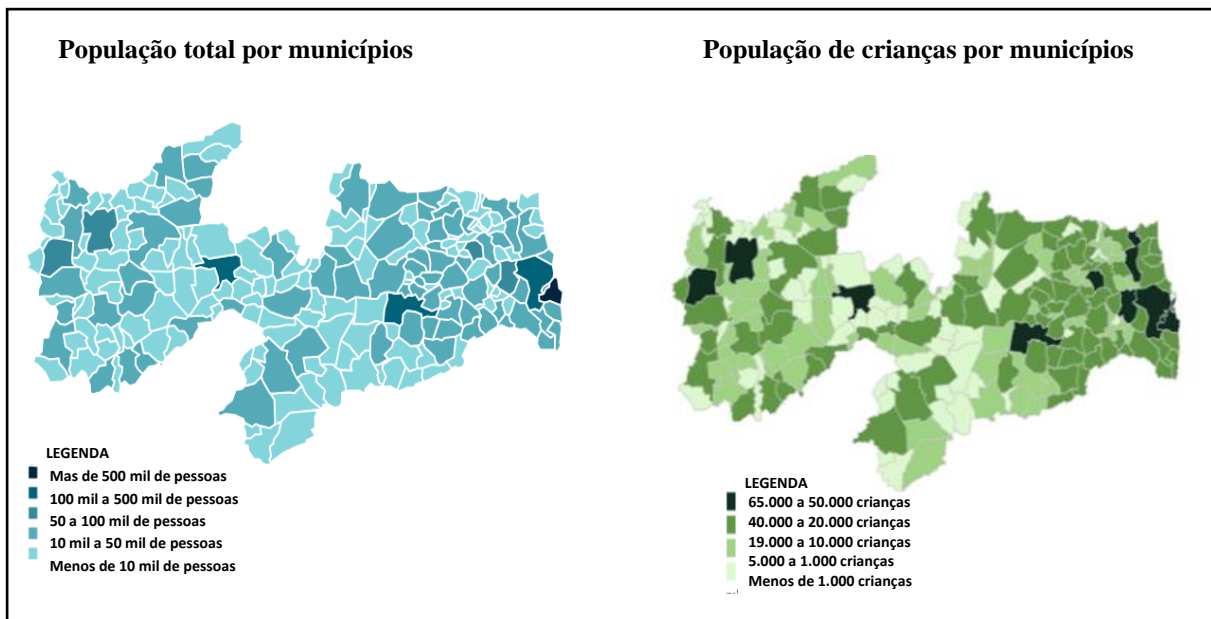 População total por municípios
População de crianças por municípios
LEGENDA
Mas de 500 mil de pessoas
100 mil a 500 mil de pessoas
50 a 100 mil de pessoas
10 mil a 50 mil de pessoas
Menos de 10 mil de pessoas
LEGENDA
65.000 a 50.000 crianças
40.000 a 20.000 crianças
19.000 a 10.000 crianças
5.000 a 1.000 crianças
Menos de 1.000 crianças